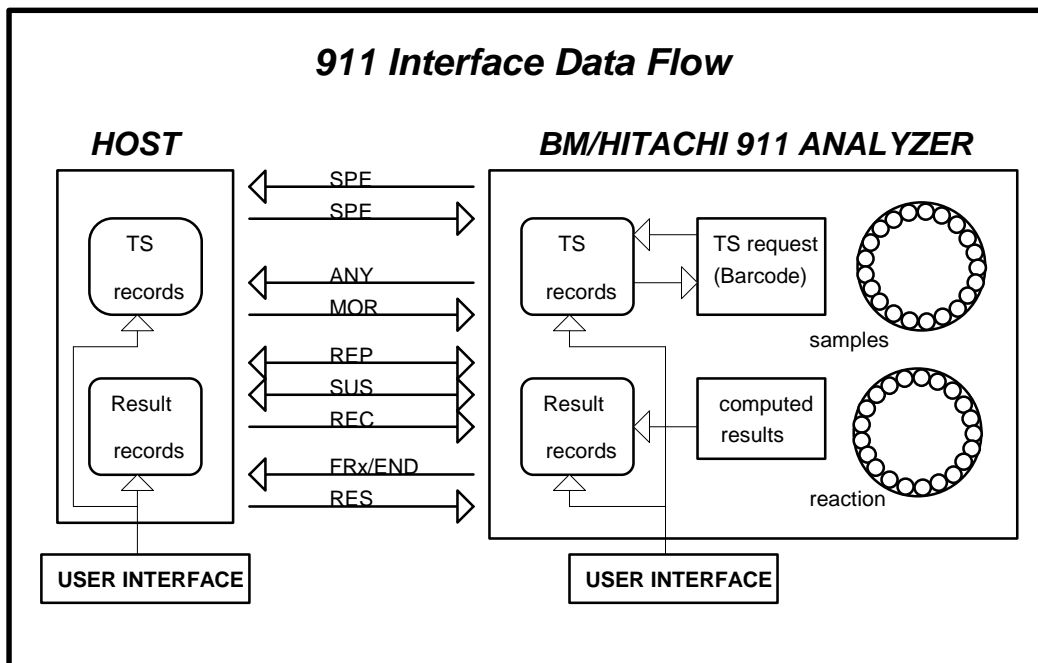 911 Interface Data Flow
HOST
BM/HITACHI 911 ANALYZER
SPE
SPE
ANY
MOR
REP
SUS
REC
FRx/END
RES
TS
records
Result
records
TS
records
TS request
(Barcode)
samples
Result
records
computed
results
reaction
USER INTERFACE
USER INTERFACE